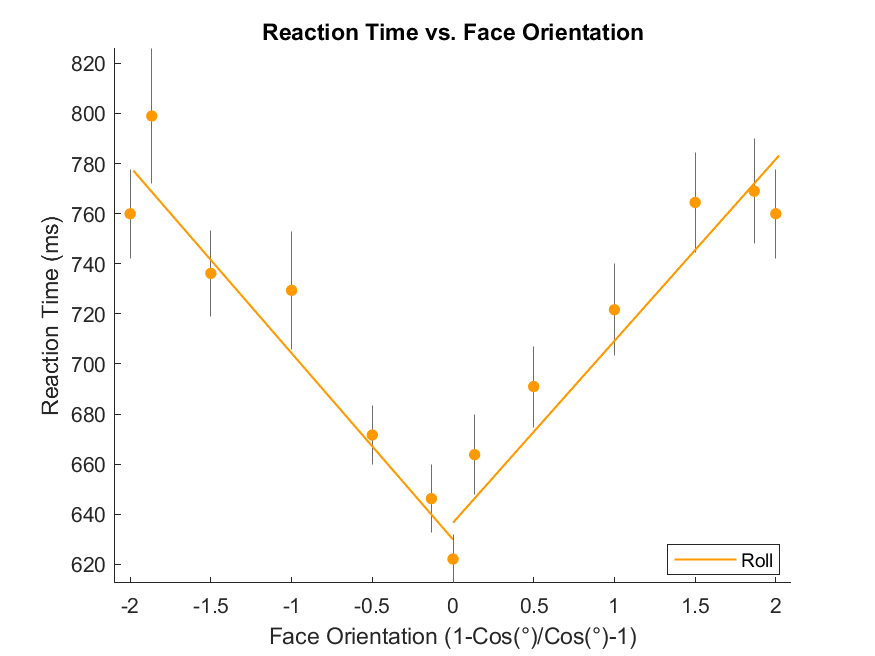 Reaction Time vs. Face Orientation
Reaction Time (ms)
820
800
780
760
740
720
700
680
660
640
620
-2 -1.5 -1 -0.5 0 0.5 1 1.5 2
Face Orientation (1-Cos(°)/Cos(°)-1)
Roll